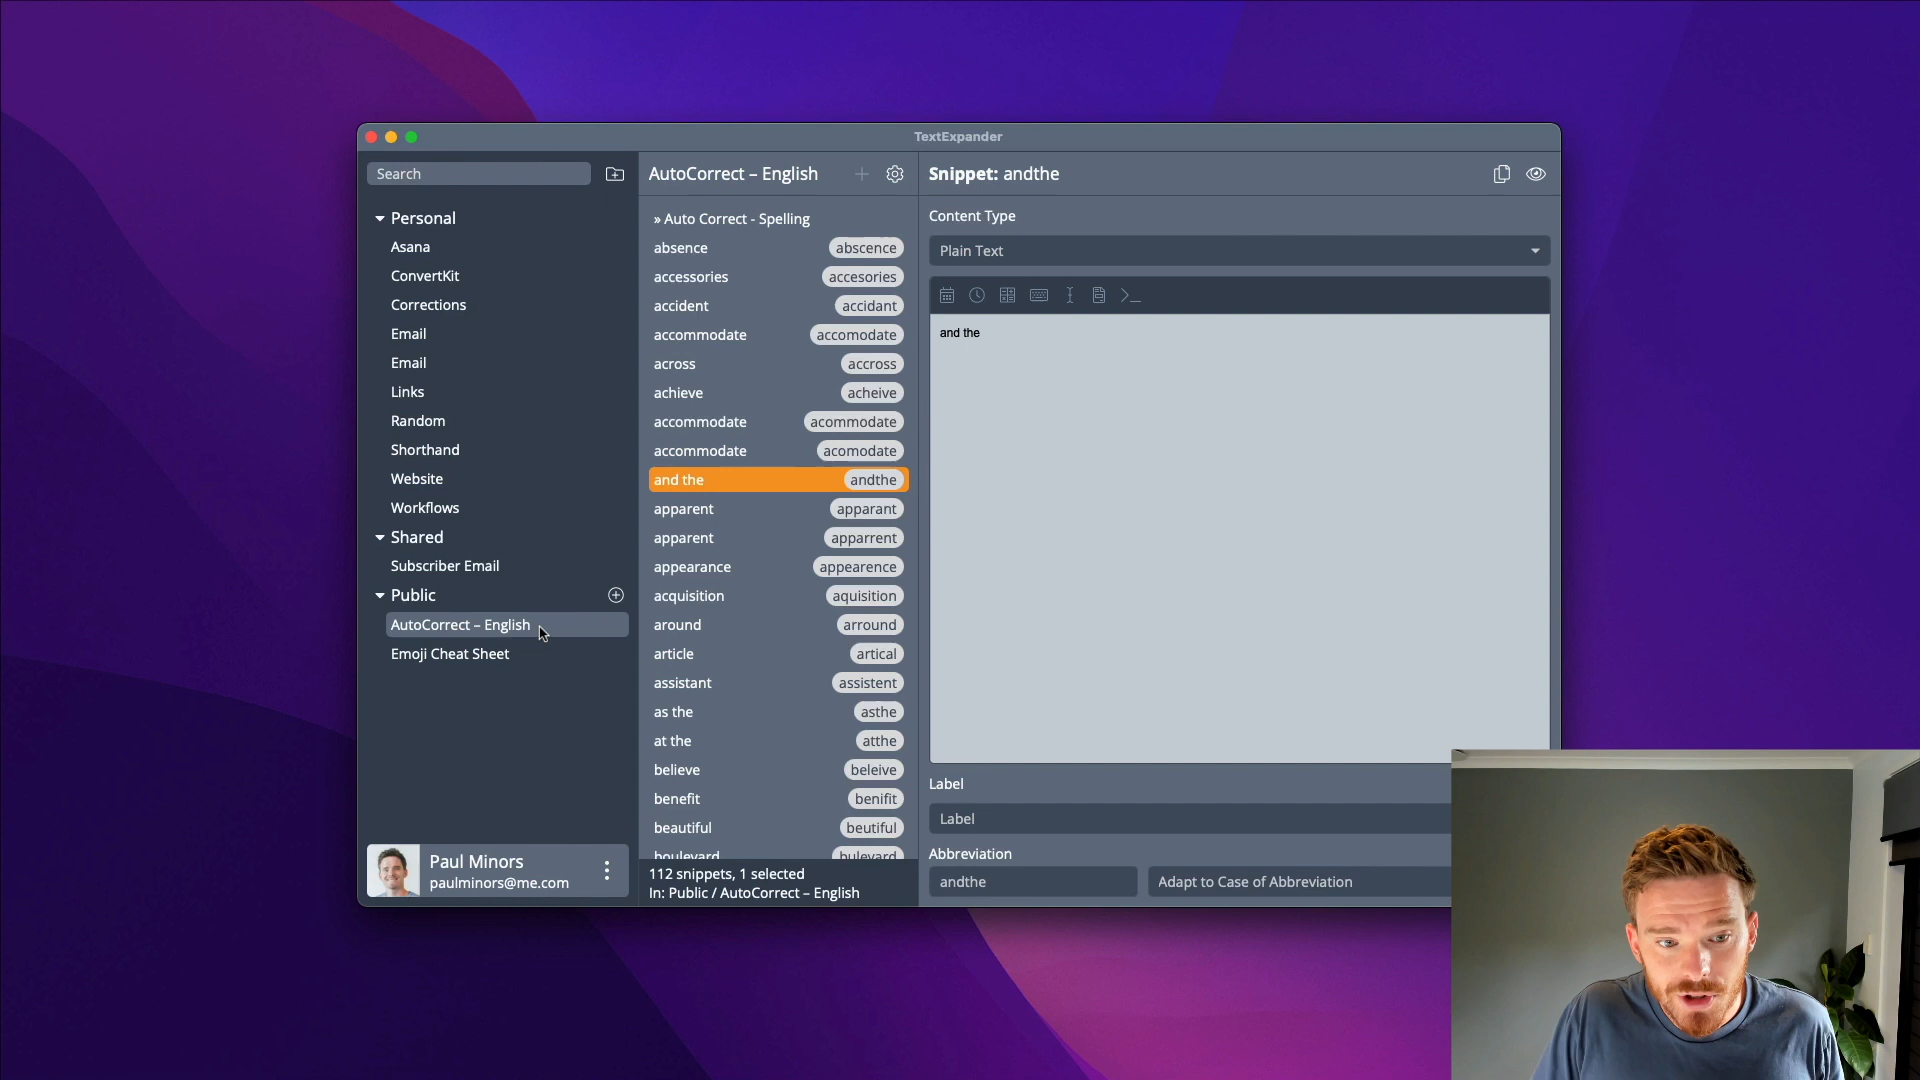 TextExpander
Search
Personal
Asana
ConvertKit
Corrections
Email
Email
Links
Random
Shorthand
Website
Workflows
Shared
Subscriber Email
Public
AutoCorrect – English
Emoji Cheat Sheet
Paul Minors
paulminors@me.com
AutoCorrect – English
» Auto Correct - Spelling
absence abscence
accessories accesories
accident accidant
accommodate accomodate
across accross
achieve acheive
accommodate acommodate
accommodate acomodate
and the andthe
apparent apparant
apparent apparrent
appearance appearence
acquisition aquisition
around arround
article artical
assistant assistent
as the asthe
at the atthe
believe beleive
benefit benifit
beautiful beutiful
boulevard bulevard
112 snippets, 1 selected
In: Public / AutoCorrect – English
Snippet: andthe
Content Type
Plain Text
and the
Label
Label
Abbreviation
andthe Adapt to Case of Abbreviation